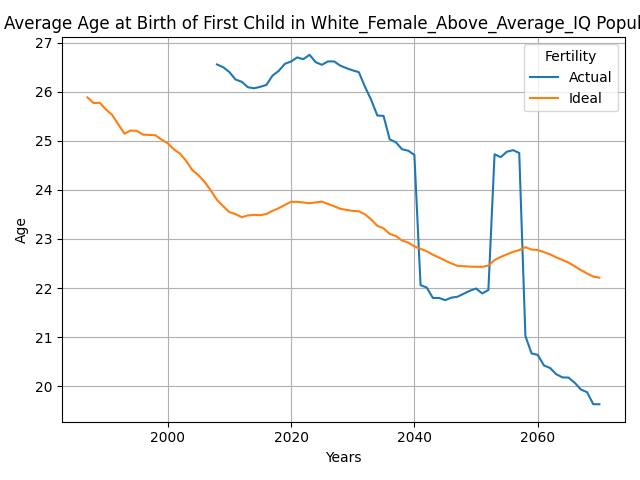 Average Age at Birth of First Child in White_Female_Above_Average_IQ Popul
Fertility
Actual
Ideal
27
26
25
24
23
22
21
20
Age
2000 2020 2040 2060
Years